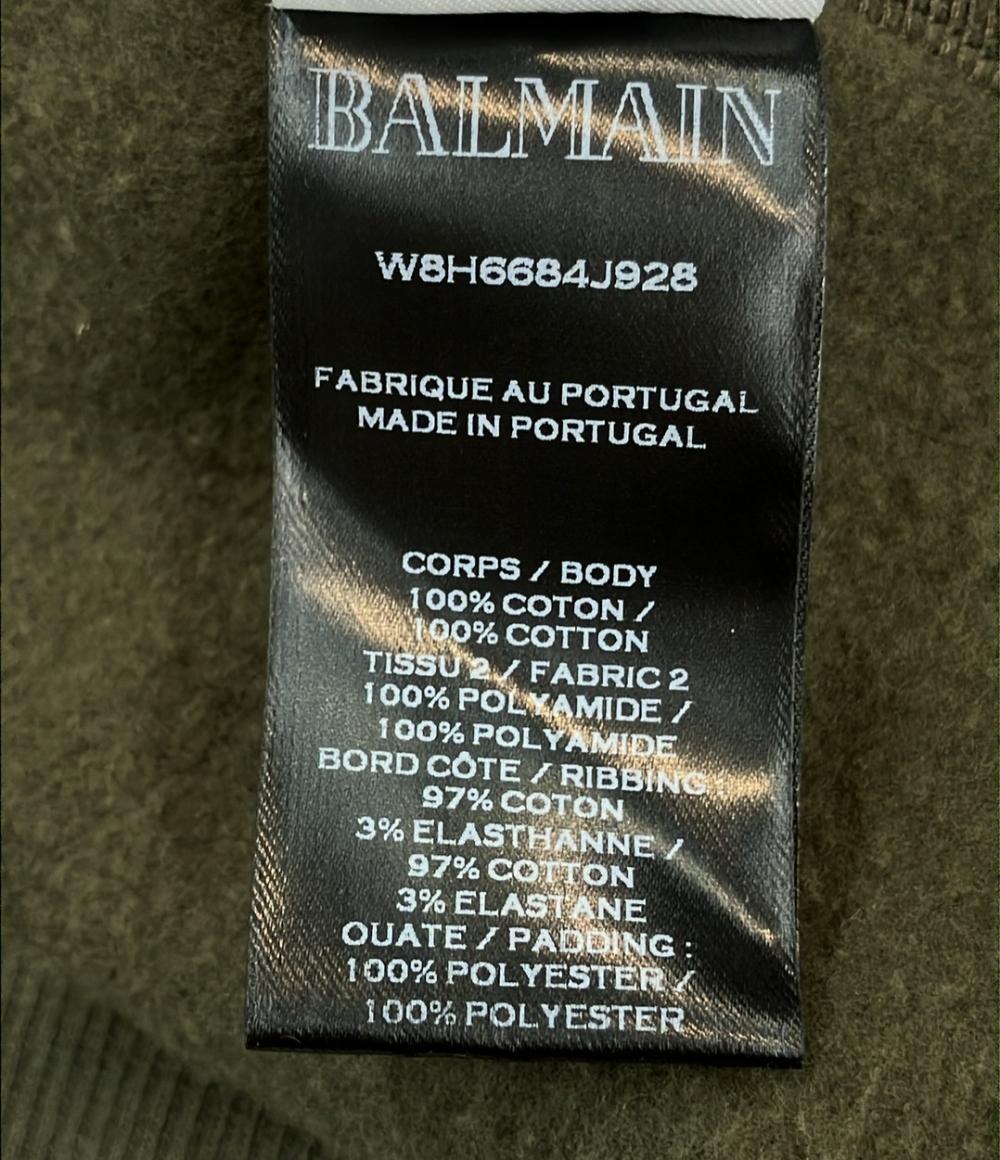 BALMAIN
W8H6684J928
FABRIQUE AU PORTUGAL
MADE IN PORTUGAL
CORPS / BODY
100% COTON /
100% COTTON
TISSU 2 / FABRIC 2
100% POLYAMIDE /
100% POLYAMIDE
BORD CÔTE / RIBBING :
97% COTON
3% ELASTHANNE /
97% COTTON
3% ELASTANE
OUATE / PADDING :
100% POLYESTER /
100% POLYESTER